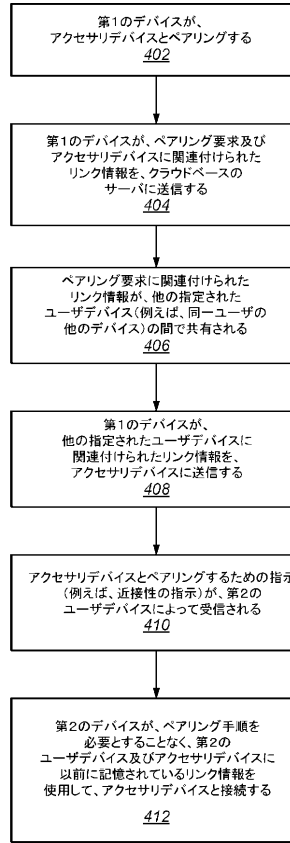 第1のデバイスが、
アクセサリデバイスとペアリングする
402
第1のデバイスが、ペアリング要求及び
アクセサリデバイスに関連付けられた
リンク情報を、クラウドベースの
サーバに送信する
404
ペアリング要求に関連付けられた
リンク情報が、他の指定された
ユーザデバイス(例えば、同一ユーザの
他のデバイス)の間で共有される
406
第1のデバイスが、
他の指定されたユーザデバイスに
関連付けられたリンク情報を、
アクセサリデバイスに送信する
408
アクセサリデバイスとペアリングするための指示
(例えば、近接性の指示)が、第2の
ユーザデバイスによって受信される
410
第2のデバイスが、ペアリング手順を
必要とすることなく、第2の
ユーザデバイス及びアクセサリデバイスに
以前に記憶されているリンク情報を
使用して、アクセサリデバイスと接続する
412